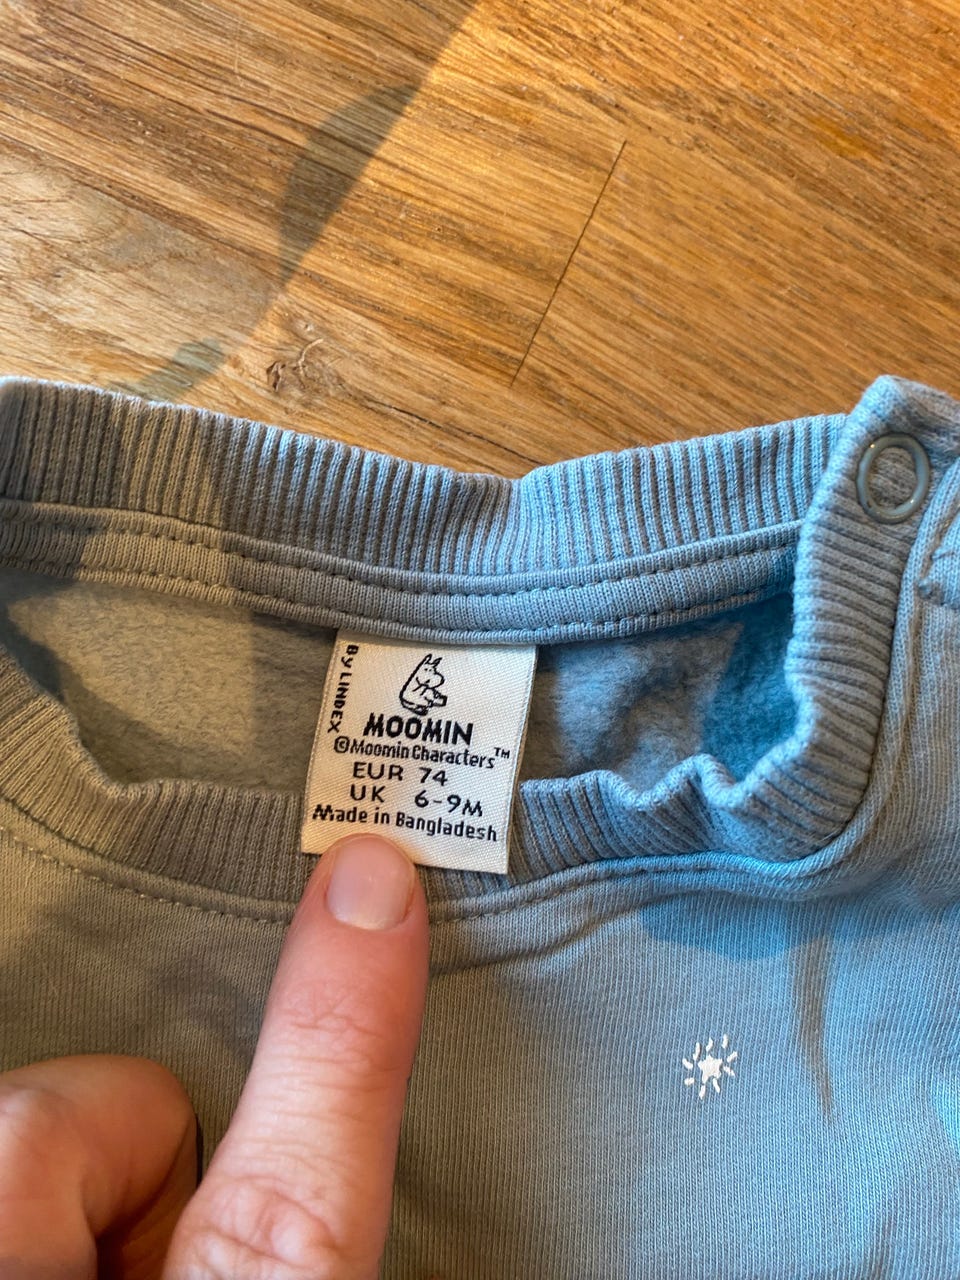 By LINDEX
MOOMIN
©Moomin Characters™
EUR 74
UK 6-9M
Made in Bangladesh